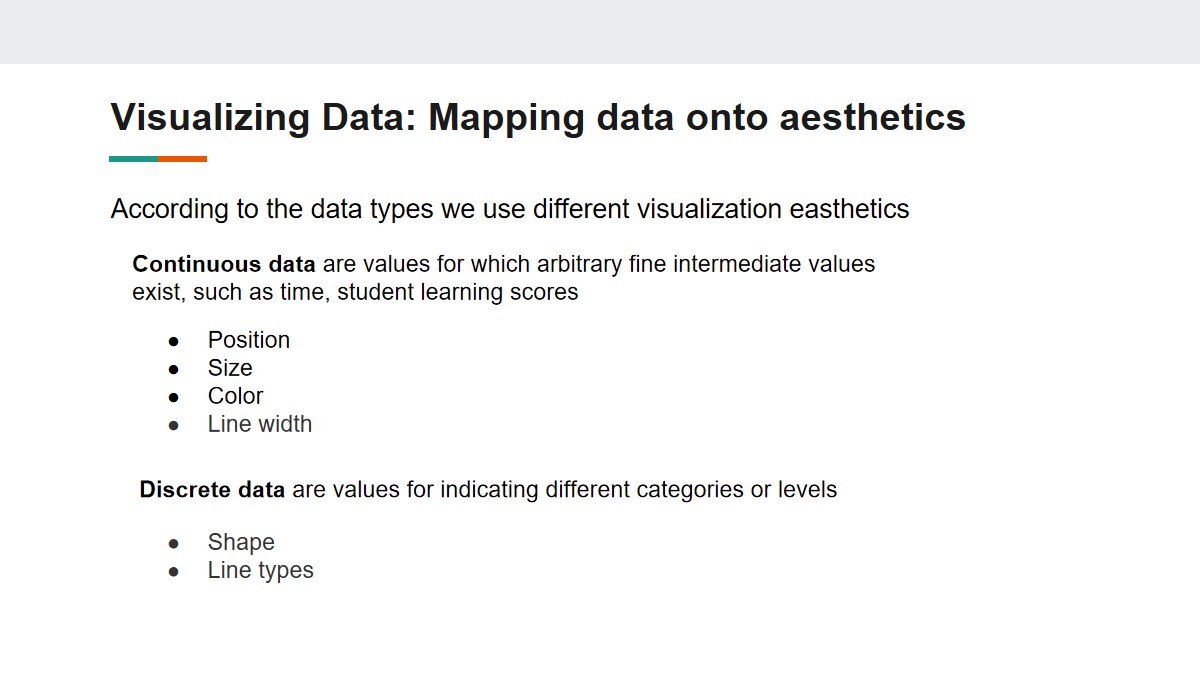 Visualizing Data: Mapping data onto aesthetics
According to the data types we use different visualization easthetics
Continuous data are values for which arbitrary fine intermediate values
exist, such as time, student learning scores
● Position
● Size
● Color
● Line width
Discrete data are values for indicating different categories or levels
● Shape
● Line types